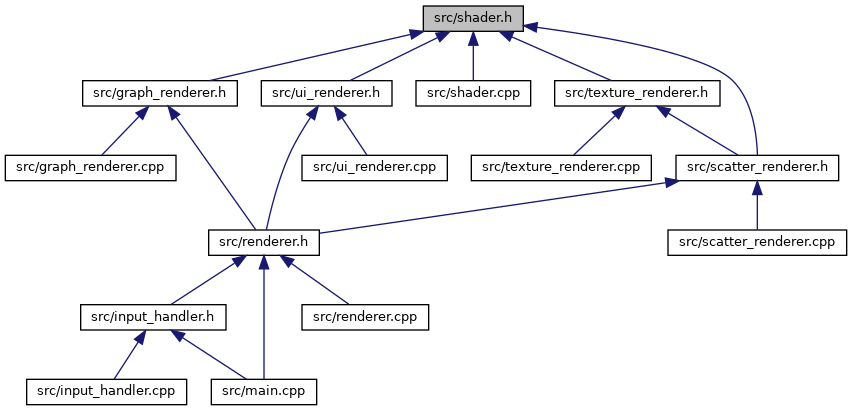 src/shader.h
src/graph_renderer.h
src/ui_renderer.h
src/shader.cpp
src/texture_renderer.h
src/graph_renderer.cpp
src/ui_renderer.cpp
src/texture_renderer.cpp
src/scatter_renderer.h
src/renderer.h
src/scatter_renderer.cpp
src/input_handler.h
src/renderer.cpp
src/input_handler.cpp
src/main.cpp